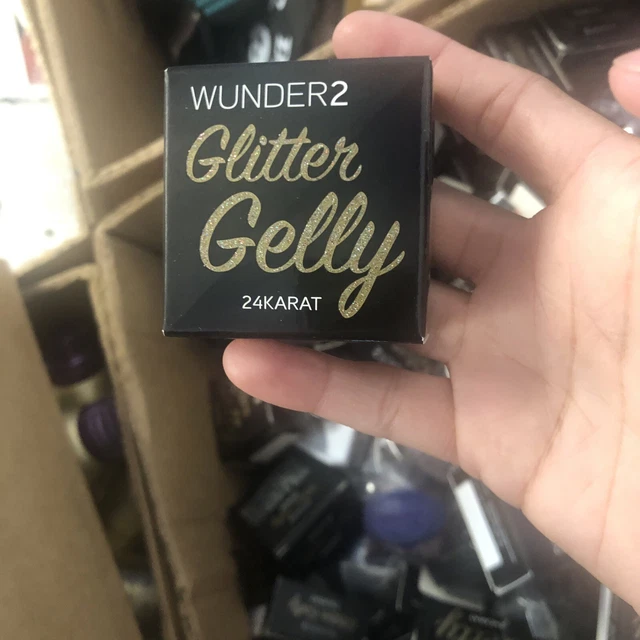 WUNDER2
Glitter
Gelly
24KARAT